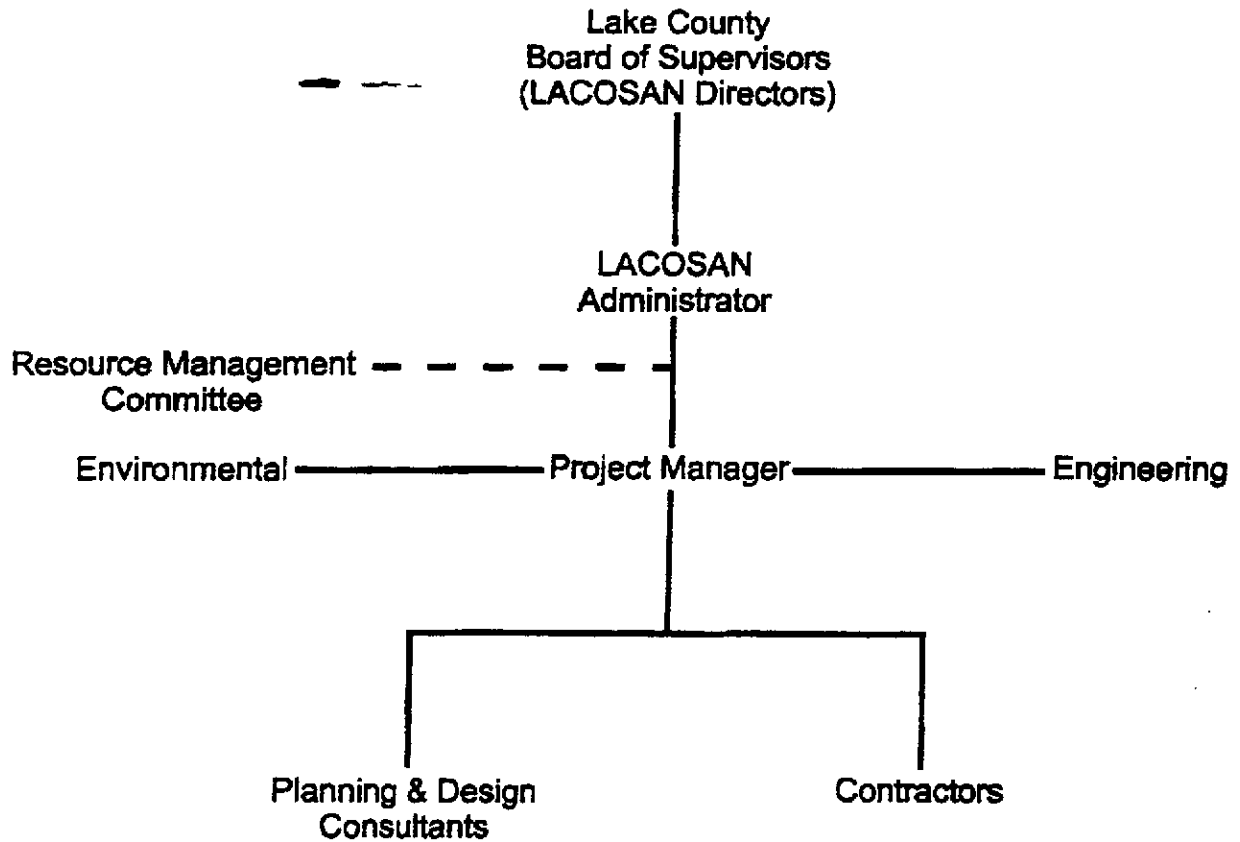 Lake County
Board of Supervisors
(LACOSAN Directors)
LACOSAN
Administrator
Resource Management
Committee
Environmental
Project Manager
Engineering
Planning & Design
Consultants
Contractors